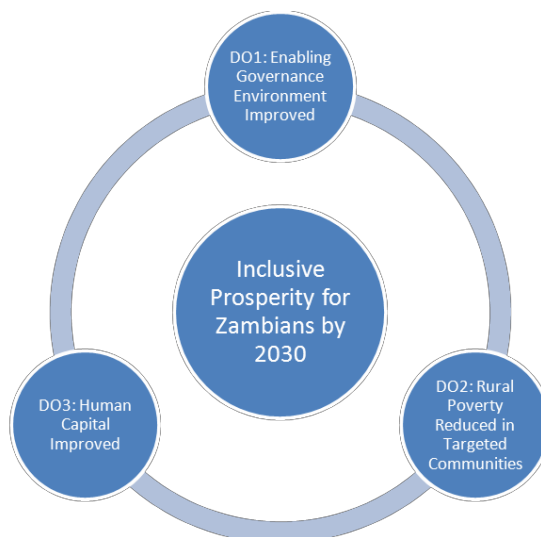 DO1: Enabling
Governance
Environment
Improved
Inclusive
Prosperity for
Zambians by
2030
DO3: Human
Capital
Improved
DO2: Rural
Poverty
Reduced in
Targeted
Communities